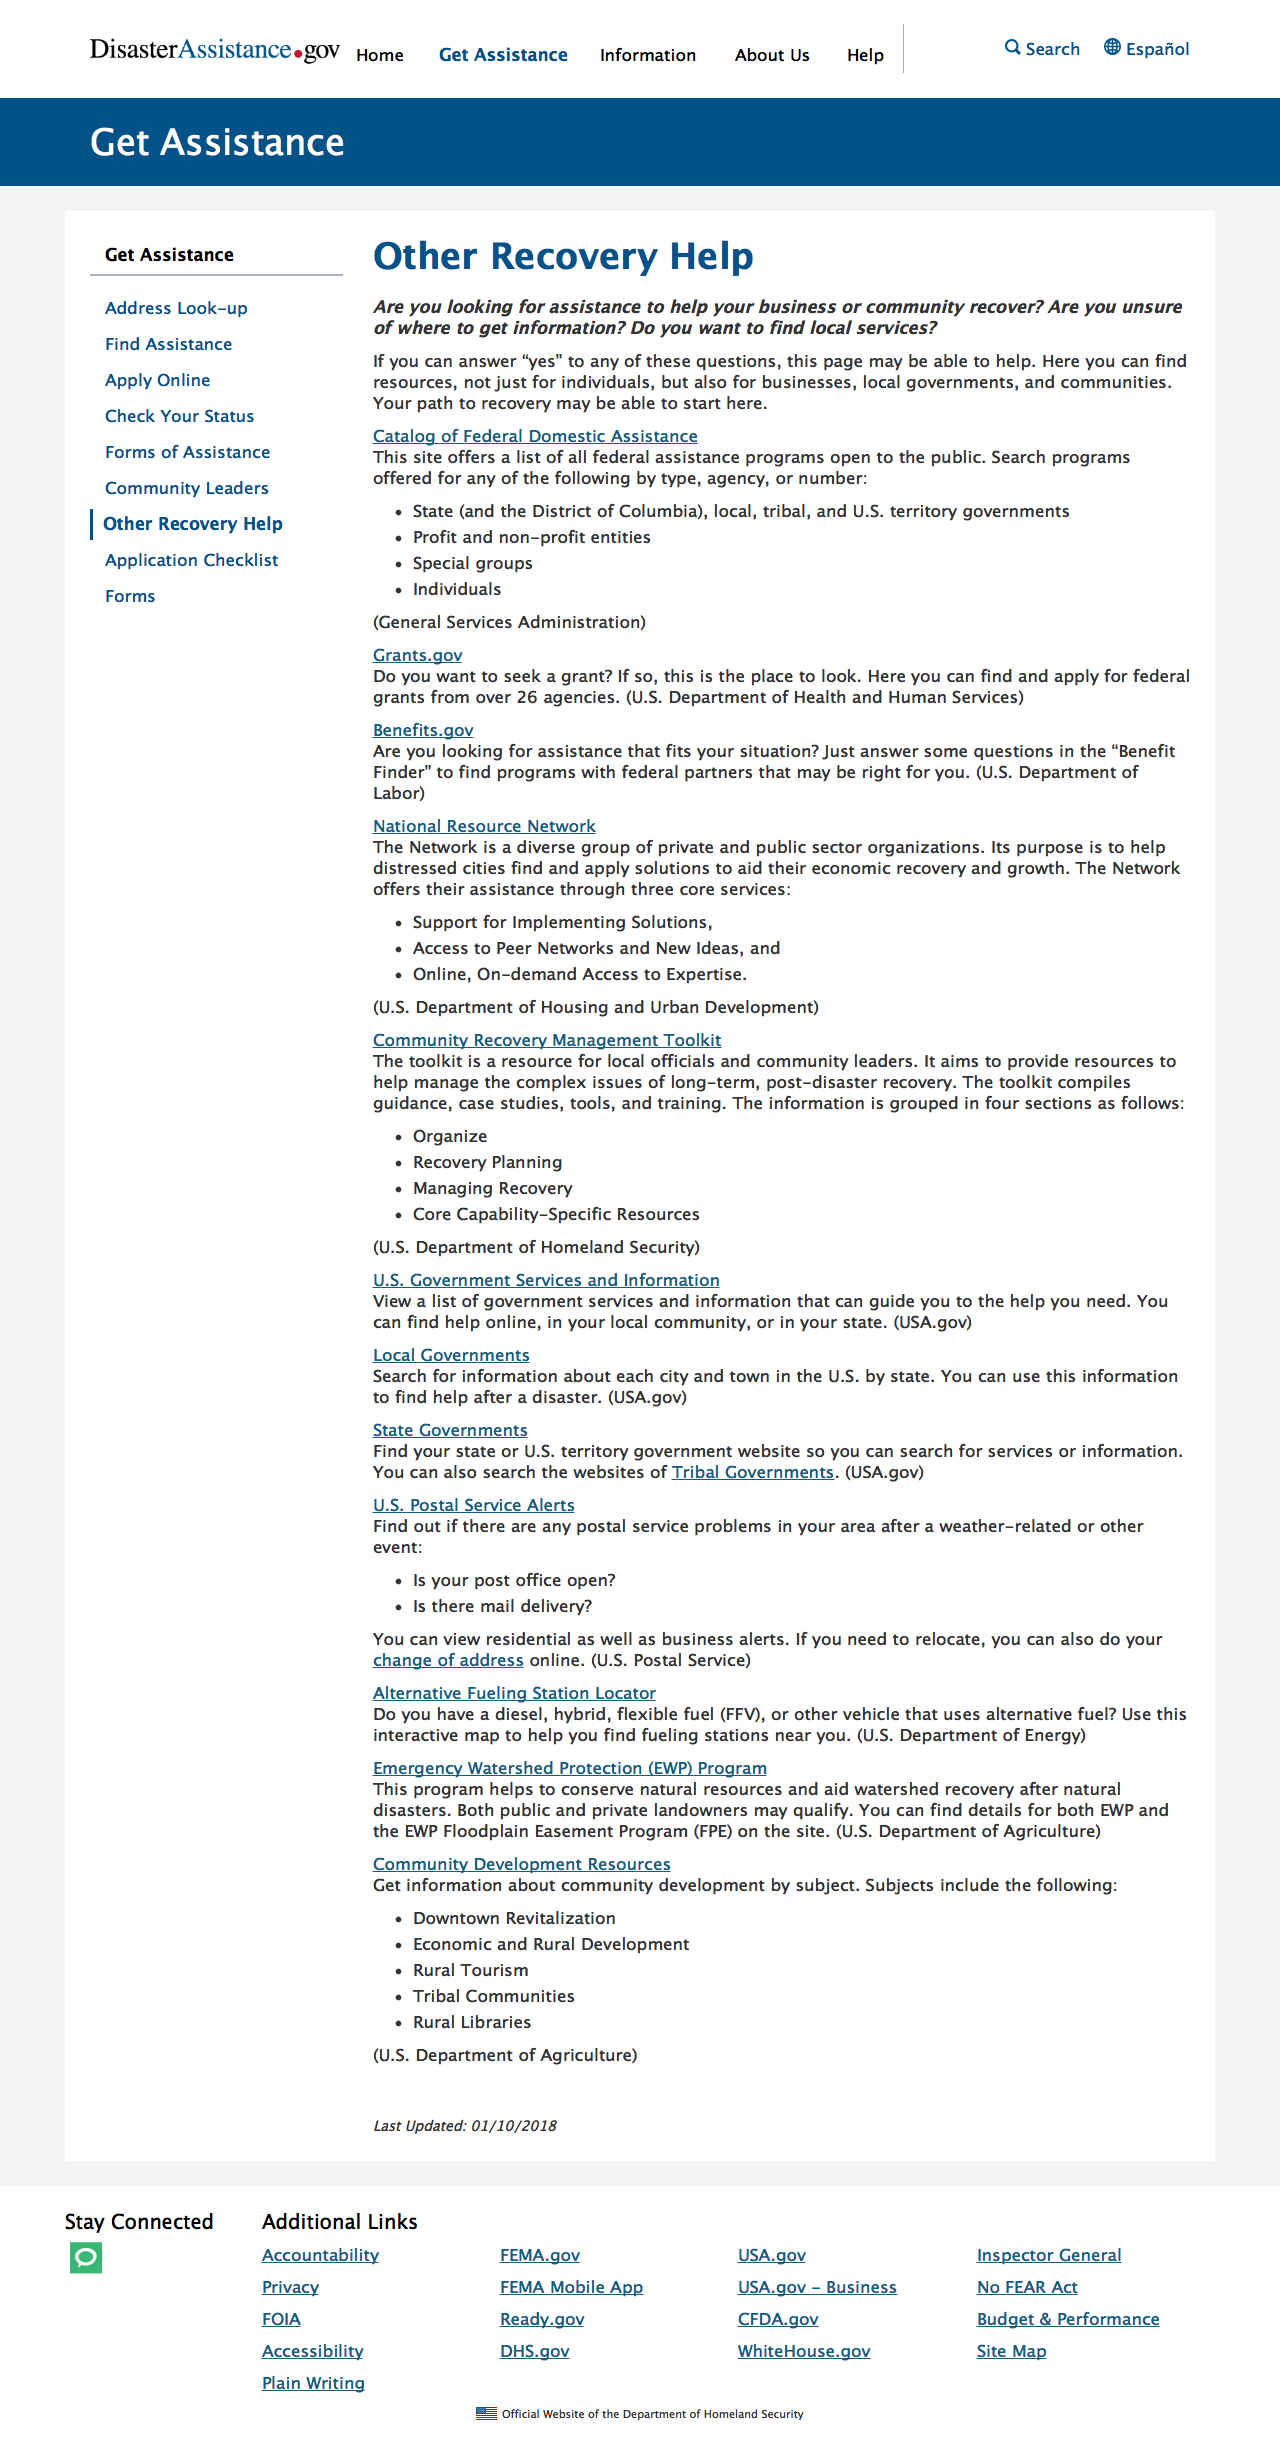 DisasterAssistance.gov
Home
Get Assistance
Information
About Us
Help
Search
Español
Get Assistance
Get Assistance
Address Look-up
Find Assistance
Apply Online
Check Your Status
Forms of Assistance
Community Leaders
Other Recovery Help
Application Checklist
Forms
Other Recovery Help
Are you looking for assistance to help your business or community recover? Are you unsure
of where to get information? Do you want to find local services?
If you can answer “yes” to any of these questions, this page may be able to help. Here you can find
resources, not just for individuals, but also for businesses, local governments, and communities.
Your path to recovery may be able to start here.
Catalog of Federal Domestic Assistance
This site offers a list of all federal assistance programs open to the public. Search programs
offered for any of the following by type, agency, or number:
• State (and the District of Columbia), local, tribal, and U.S. territory governments
• Profit and non-profit entities
• Special groups
• Individuals
(General Services Administration)
Grants.gov
Do you want to seek a grant? If so, this is the place to look. Here you can find and apply for federal
grants from over 26 agencies. (U.S. Department of Health and Human Services)
Benefits.gov
Are you looking for assistance that fits your situation? Just answer some questions in the “Benefit
Finder” to find programs with federal partners that may be right for you. (U.S. Department of
Labor)
National Resource Network
The Network is a diverse group of private and public sector organizations. Its purpose is to help
distressed cities find and apply solutions to aid their economic recovery and growth. The Network
offers their assistance through three core services:
• Support for Implementing Solutions,
• Access to Peer Networks and New Ideas, and
• Online, On-demand Access to Expertise.
(U.S. Department of Housing and Urban Development)
Community Recovery Management Toolkit
The toolkit is a resource for local officials and community leaders. It aims to provide resources to
help manage the complex issues of long-term, post-disaster recovery. The toolkit compiles
guidance, case studies, tools, and training. The information is grouped in four sections as follows:
• Organize
• Recovery Planning
• Managing Recovery
• Core Capability-Specific Resources
(U.S. Department of Homeland Security)
U.S. Government Services and Information
View a list of government services and information that can guide you to the help you need. You
can find help online, in your local community, or in your state. (USA.gov)
Local Governments
Search for information about each city and town in the U.S. by state. You can use this information
to find help after a disaster. (USA.gov)
State Governments
Find your state or U.S. territory government website so you can search for services or information.
You can also search the websites of Tribal Governments. (USA.gov)
U.S. Postal Service Alerts
Find out if there are any postal service problems in your area after a weather-related or other
event:
• Is your post office open?
• Is there mail delivery?
You can view residential as well as business alerts. If you need to relocate, you can also do your
change of address online. (U.S. Postal Service)
Alternative Fueling Station Locator
Do you have a diesel, hybrid, flexible fuel (FFV), or other vehicle that uses alternative fuel? Use this
interactive map to help you find fueling stations near you. (U.S. Department of Energy)
Emergency Watershed Protection (EWP) Program
This program helps to conserve natural resources and aid watershed recovery after natural
disasters. Both public and private landowners may qualify. You can find details for both EWP and
the EWP Floodplain Easement Program (FPE) on the site. (U.S. Department of Agriculture)
Community Development Resources
Get information about community development by subject. Subjects include the following:
• Downtown Revitalization
• Economic and Rural Development
• Rural Tourism
• Tribal Communities
• Rural Libraries
(U.S. Department of Agriculture)
Last Updated: 01/10/2018
Stay Connected
Additional Links
Accountability
Privacy
FOIA
Accessibility
Plain Writing
FEMA.gov
FEMA Mobile App
Ready.gov
DHS.gov
USA.gov
USA.gov - Business
CFDA.gov
WhiteHouse.gov
Inspector General
No FEAR Act
Budget & Performance
Site Map
Official Website of the Department of Homeland Security